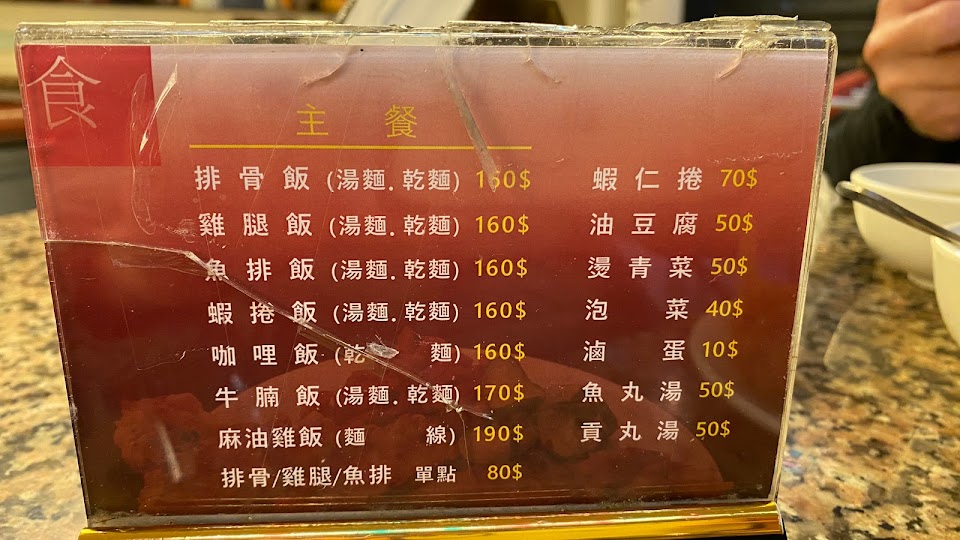 食
主餐
排骨飯 (湯麵.乾麵) 160$
雞腿飯 (湯麵.乾麵) 160$
魚排飯 (湯麵.乾麵) 160$
蝦捲飯 (湯麵.乾麵) 160$
咖哩飯 (乾麵) 160$
牛腩飯 (湯麵.乾麵) 170$
麻油雞飯 (麵線) 190$
排骨/雞腿/魚排 單點 80$
蝦仁捲 70$
油豆腐 50$
燙青菜 50$
泡菜 40$
滷蛋 10$
魚丸湯 50$
貢丸湯 50$